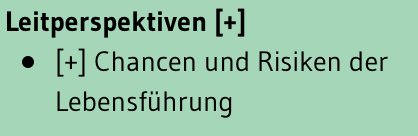 Leitperspektiven [+]
● [+] Chancen und Risiken der
Lebensführung